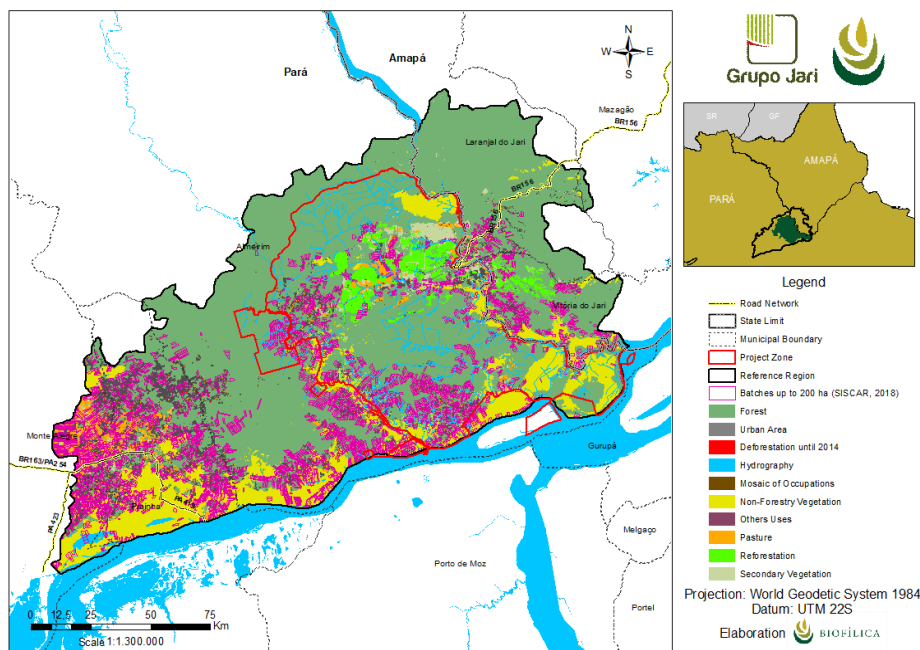 Pará
Amapá
N
W E
S
Mazagão
BR156
Laranjal do Jari
BR156
Almeirim
Vitória do Jari
Monte Alegre
BR163/PA254
Prainha
PA423
Gurupá
Melgaço
Porto de Moz
Portel
0 12,5 25 50 75
Km
Scale 1:1.300.000
Grupo Jari
SR
GF
AMAPÁ
PARÁ
Legend
Road Network
State Limit
Municipal Boundary
Project Zone
Reference Region
Batches up to 200 ha (SISCAR, 2018)
Forest
Urban Area
Deforestation until 2014
Hydrography
Mosaic of Occupations
Non-Forestry Vegetation
Others Uses
Pasture
Reforestation
Secondary Vegetation
Projection: World Geodetic System 1984
Datum: UTM 22S
Elaboration
BIOFÍLICA